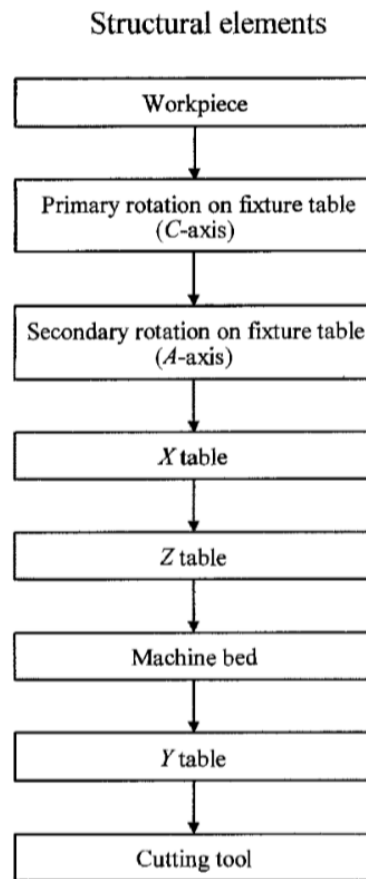 Structural elements
Workpiece
Primary rotation on fixture table
(C-axis)
Secondary rotation on fixture table
(A-axis)
X table
Z table
Machine bed
Y table
Cutting tool